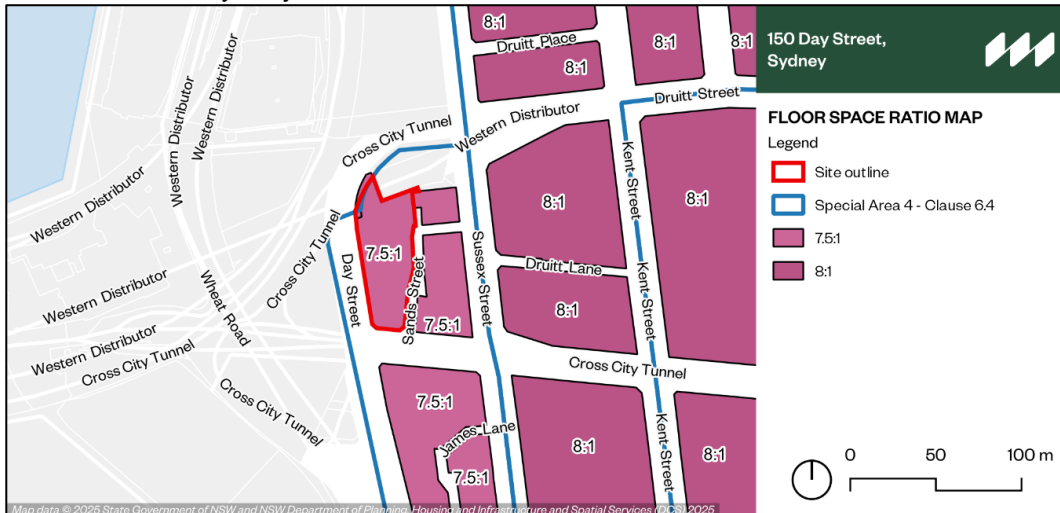 150 Day Street,
Sydney
FLOOR SPACE RATIO MAP
Legend
Site outline
Special Area 4 - Clause 6.4
7.5:1
8:1
0 50 100 m
8:1
Druitt Place
8:1
8:1
8:1
Druitt Street
Western Distributor
Western Distributor
Western Distributor
Cross City Tunnel
Western Distributor
Western Distributor
Cross City Tunnel
7.5:1
Day Street
Sands Street
7.5:1
Sussex Street
8:1
Kent Street
8:1
Druitt Lane
8:1
Kent Street
Western Distributor
Wheat Road
Western Distributor
Cross City Tunnel
Cross City Tunnel
Cross City Tunnel
7.5:1
James Lane
7.5:1
8:1
Kent Street
8:1
Map data © 2025 State Government of NSW and NSW Department of Planning, Housing and Infrastructure and Spatial Services (DCS) 2025